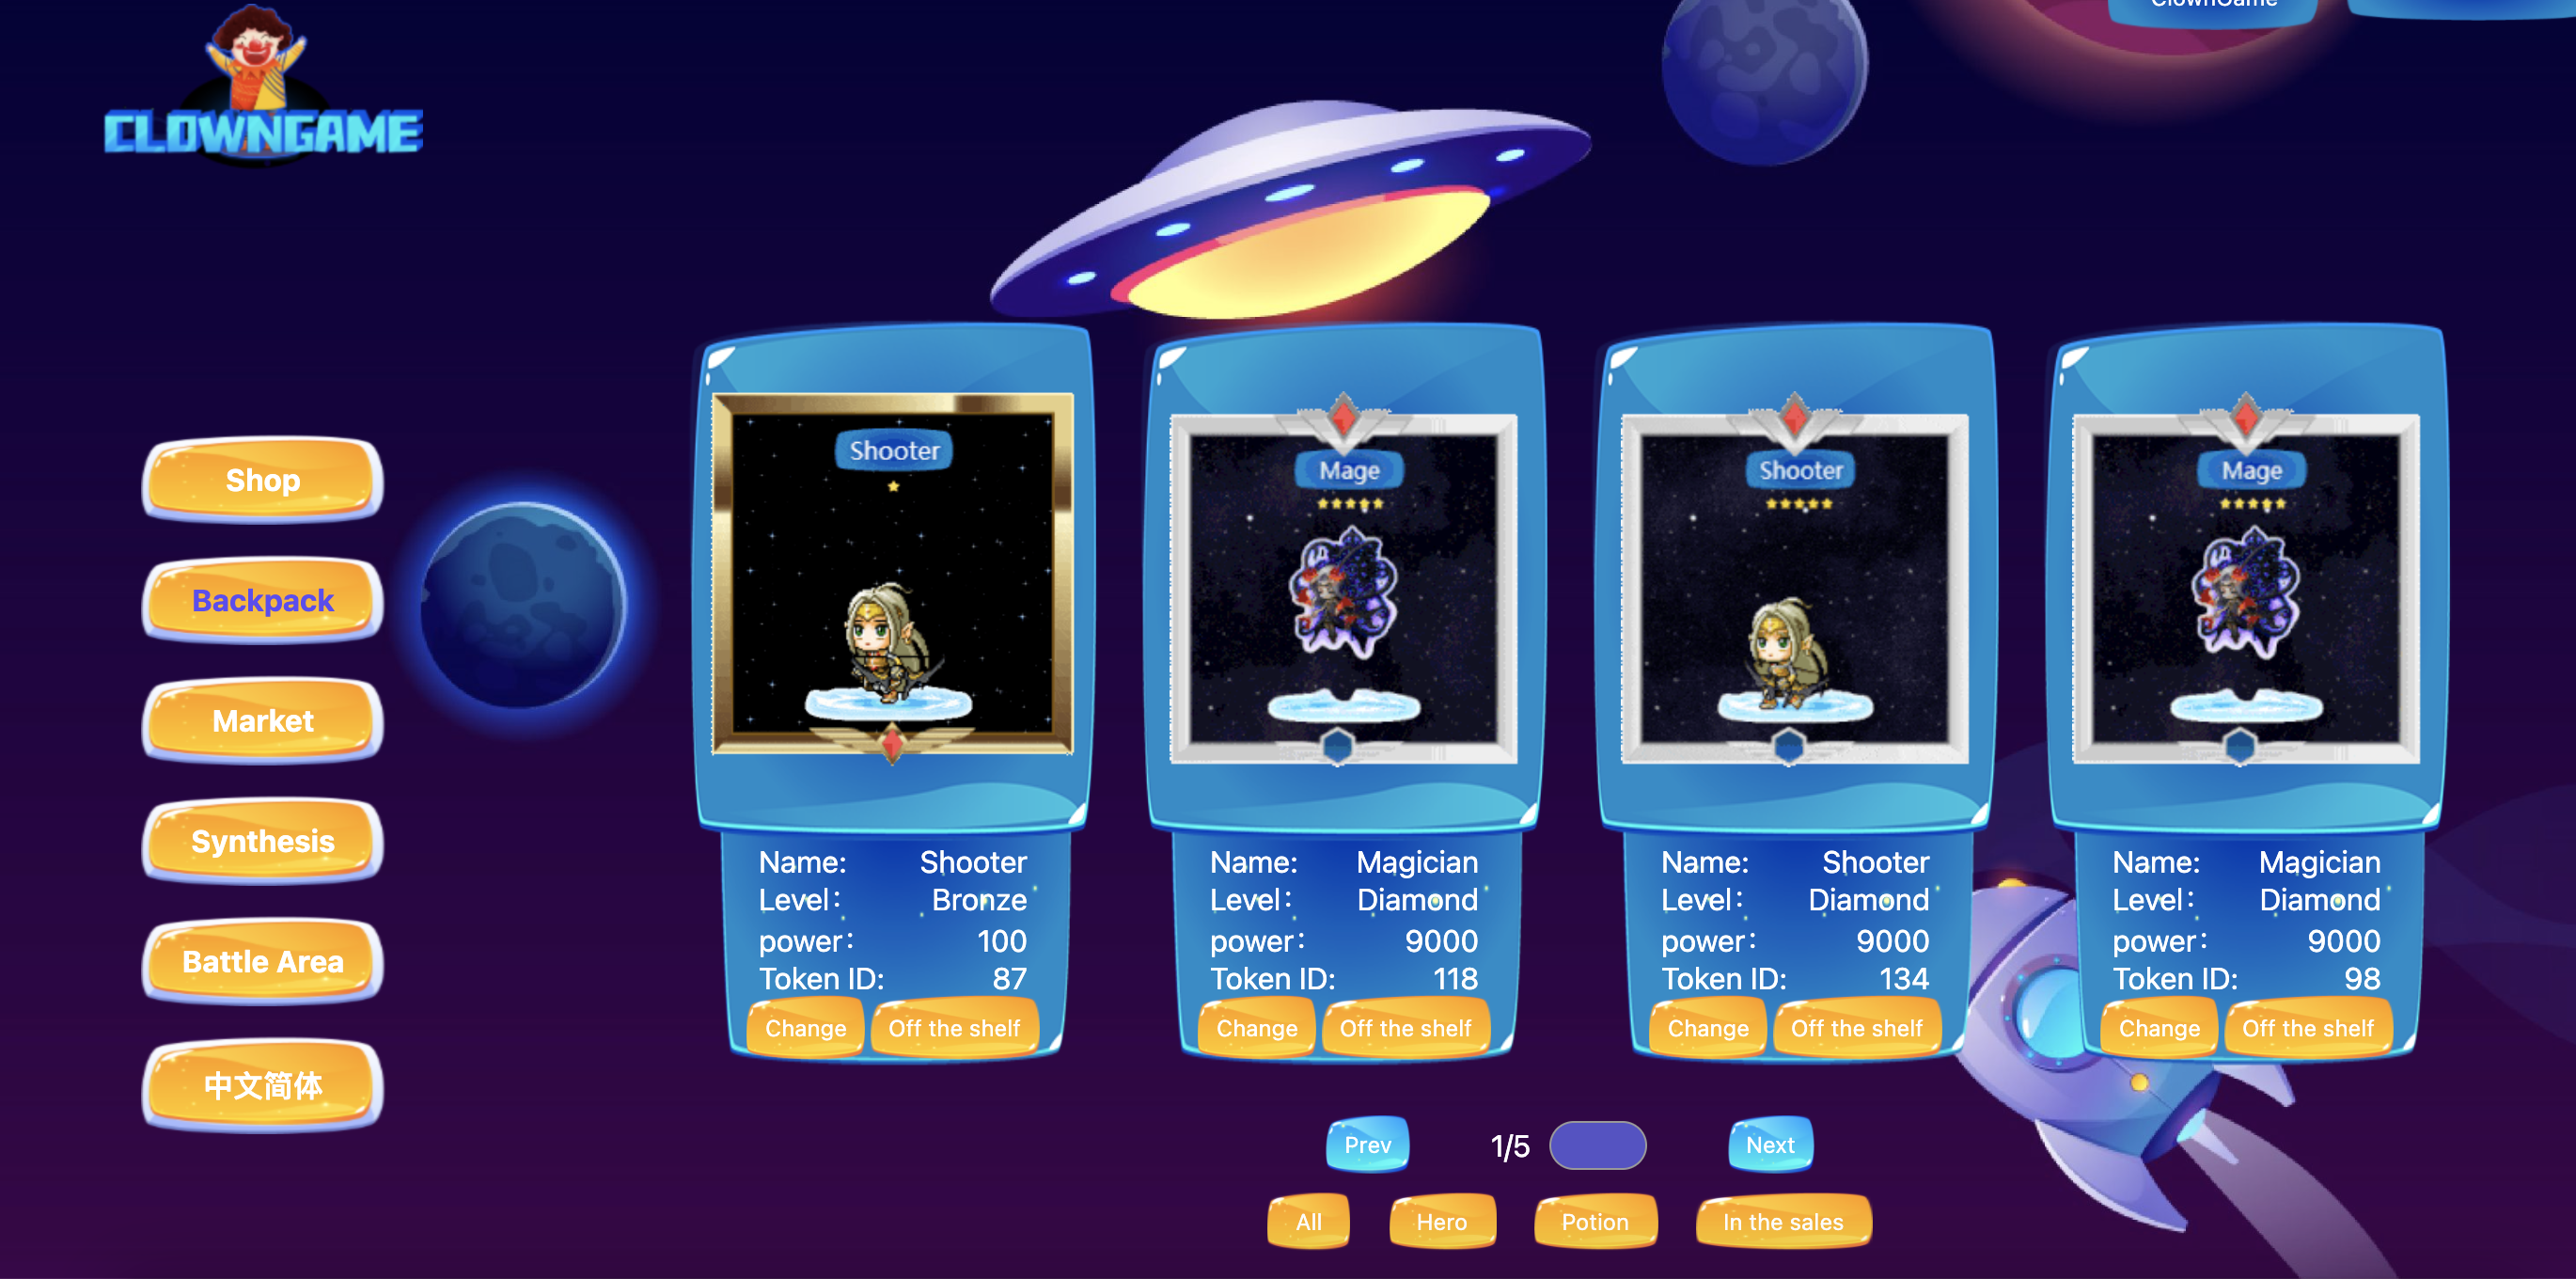 ClownGame
CLOWNGAME
Shop
Backpack
Market
Synthesis
Battle Area
中文简体
Shooter
Name: Shooter
Level： Bronze
power： 100
Token ID: 87
Change Off the shelf
Mage
Name: Magician
Level： Diamond
power： 9000
Token ID: 118
Change Off the shelf
Shooter
Name: Shooter
Level： Diamond
power： 9000
Token ID: 134
Change Off the shelf
Mage
Name: Magician
Level： Diamond
power： 9000
Token ID: 98
Change Off the shelf
Prev 1/5 Next
All Hero Potion In the sales